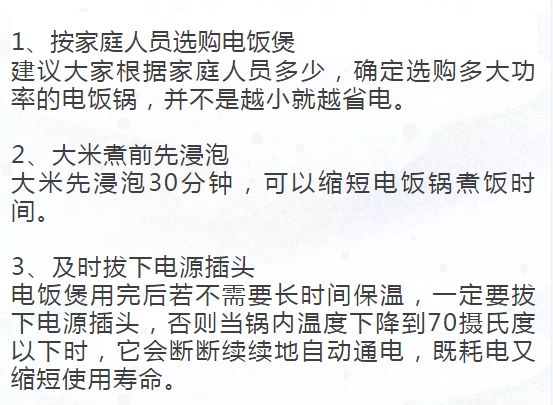 1、按家庭人员选购电饭煲
建议大家根据家庭人员多少，确定选购多大功
率的电饭锅，并不是越小就越省电。
2、大米煮前先浸泡
大米先浸泡30分钟，可以缩短电饭锅煮饭时
间。
3、及时拔下电源插头
电饭煲用完后若不需要长时间保温，一定要拔
下电源插头，否则当锅内温度下降到70摄氏度
以下时，它会断断续续地自动通电，既耗电又
缩短使用寿命。